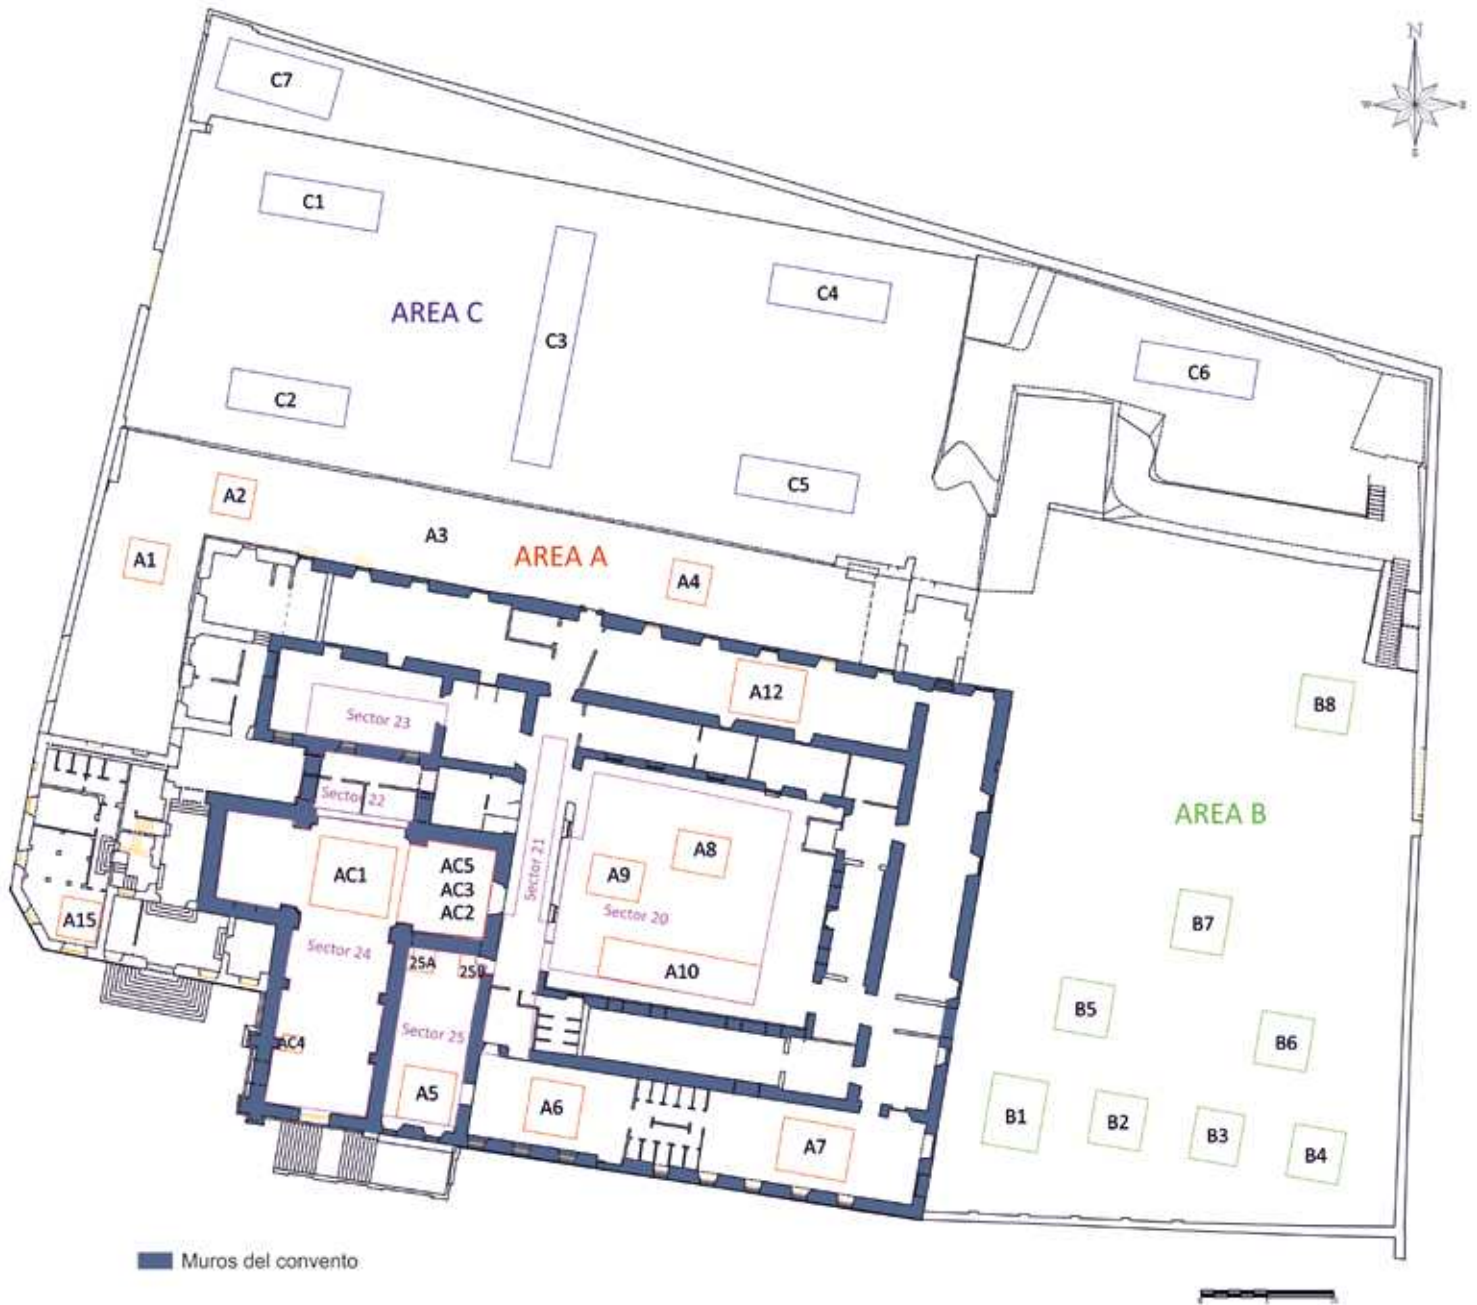 N
C7
C1
C4
AREA C
C3
C6
C2
C5
A2
A3
AREA A
A1
A4
A12
B8
Sector 23
Sector 22
AREA B
Sector 21
A8
AC1
AC5
AC3
AC2
A9
A15
Sector 20
B7
Sector 24
25A
A10
B5
Sector 25
AC4
B6
A5
A6
B1
B2
B3
A7
B4
Muros del convento